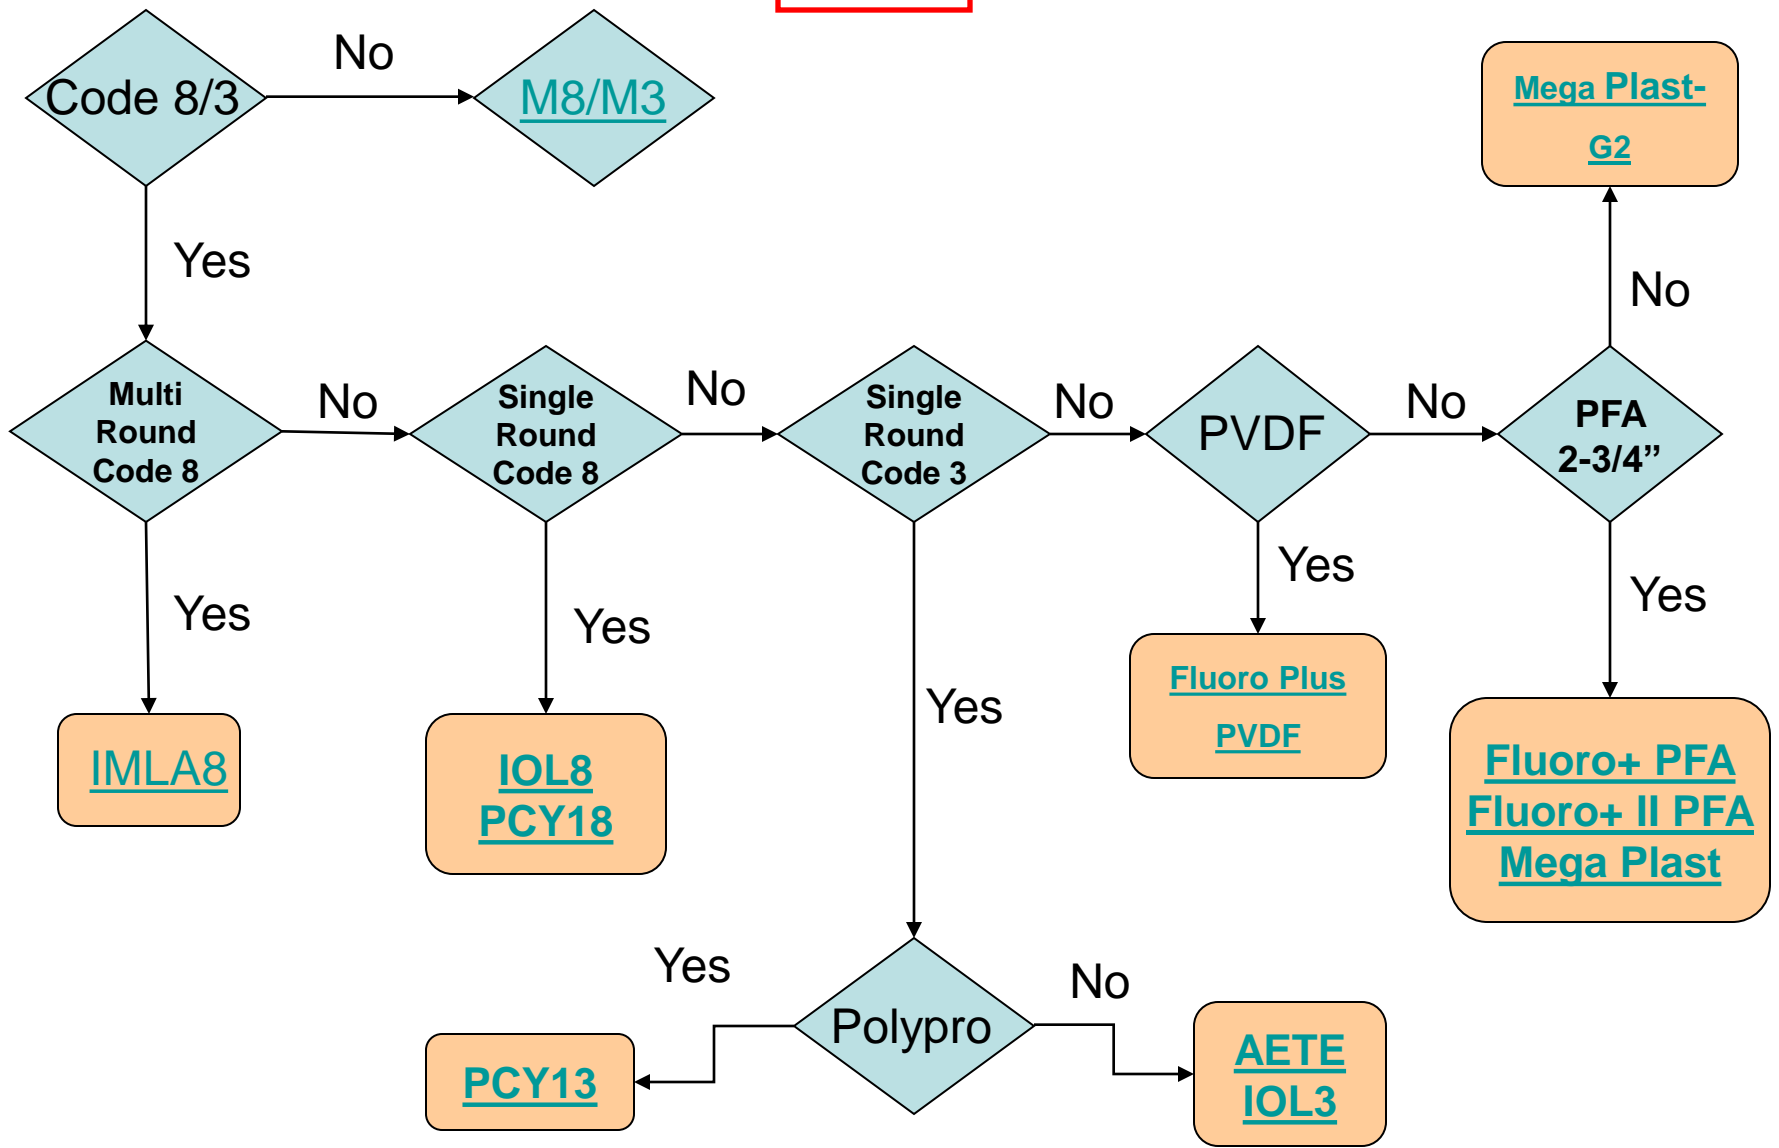 Code 8/3
No
M8/M3
Mega Plast-
G2
Yes
No
Multi
Round
Code 8
No
Single
Round
Code 8
No
Single
Round
Code 3
No
PVDF
No
PFA
2-3/4”
Yes
Yes
Yes
Yes
Yes
IMLA8
IOL8
PCY18
Fluoro Plus
PVDF
Fluoro+ PFA
Fluoro+ II PFA
Mega Plast
Yes
Polypro
No
PCY13
AETE
IOL3